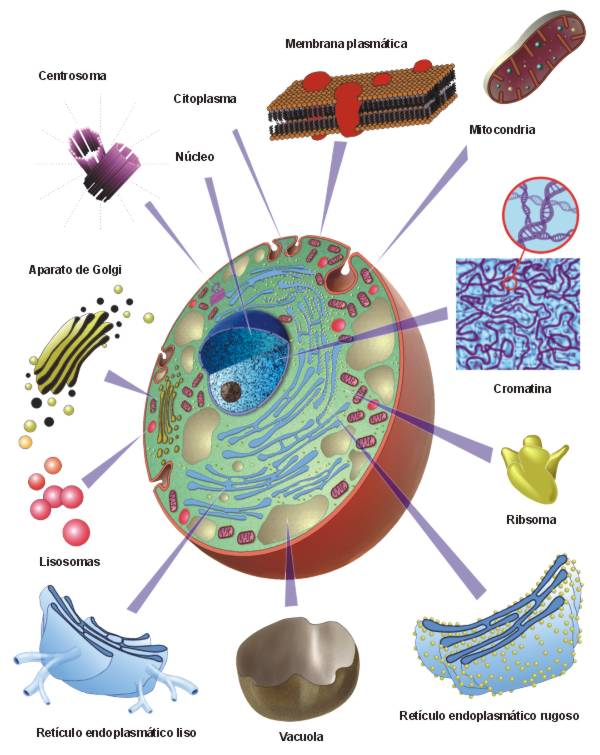 Membrana plasmática
Centrosoma
Citoplasma
Mitocondria
Núcleo
Aparato de Golgi
Cromatina
Ribsoma
Lisosomas
Retículo endoplasmático rugoso
Retículo endoplasmático liso
Vacuola